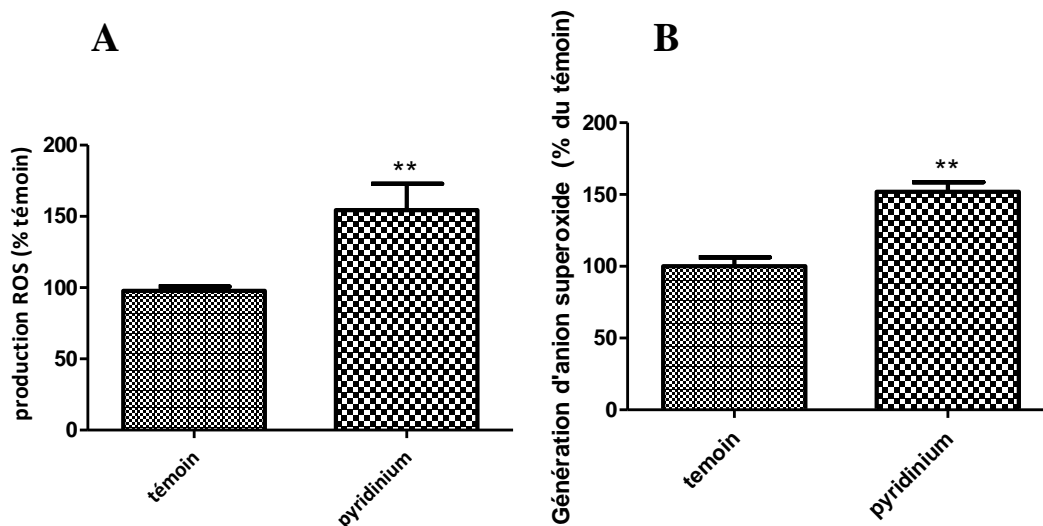 A
production ROS (% témoin)
200
150
100
50
0
**
témoin
pyridinium
B
Génération d'anion superoxide (% du témoin)
200
150
100
50
0
**
temoin
pyridinium